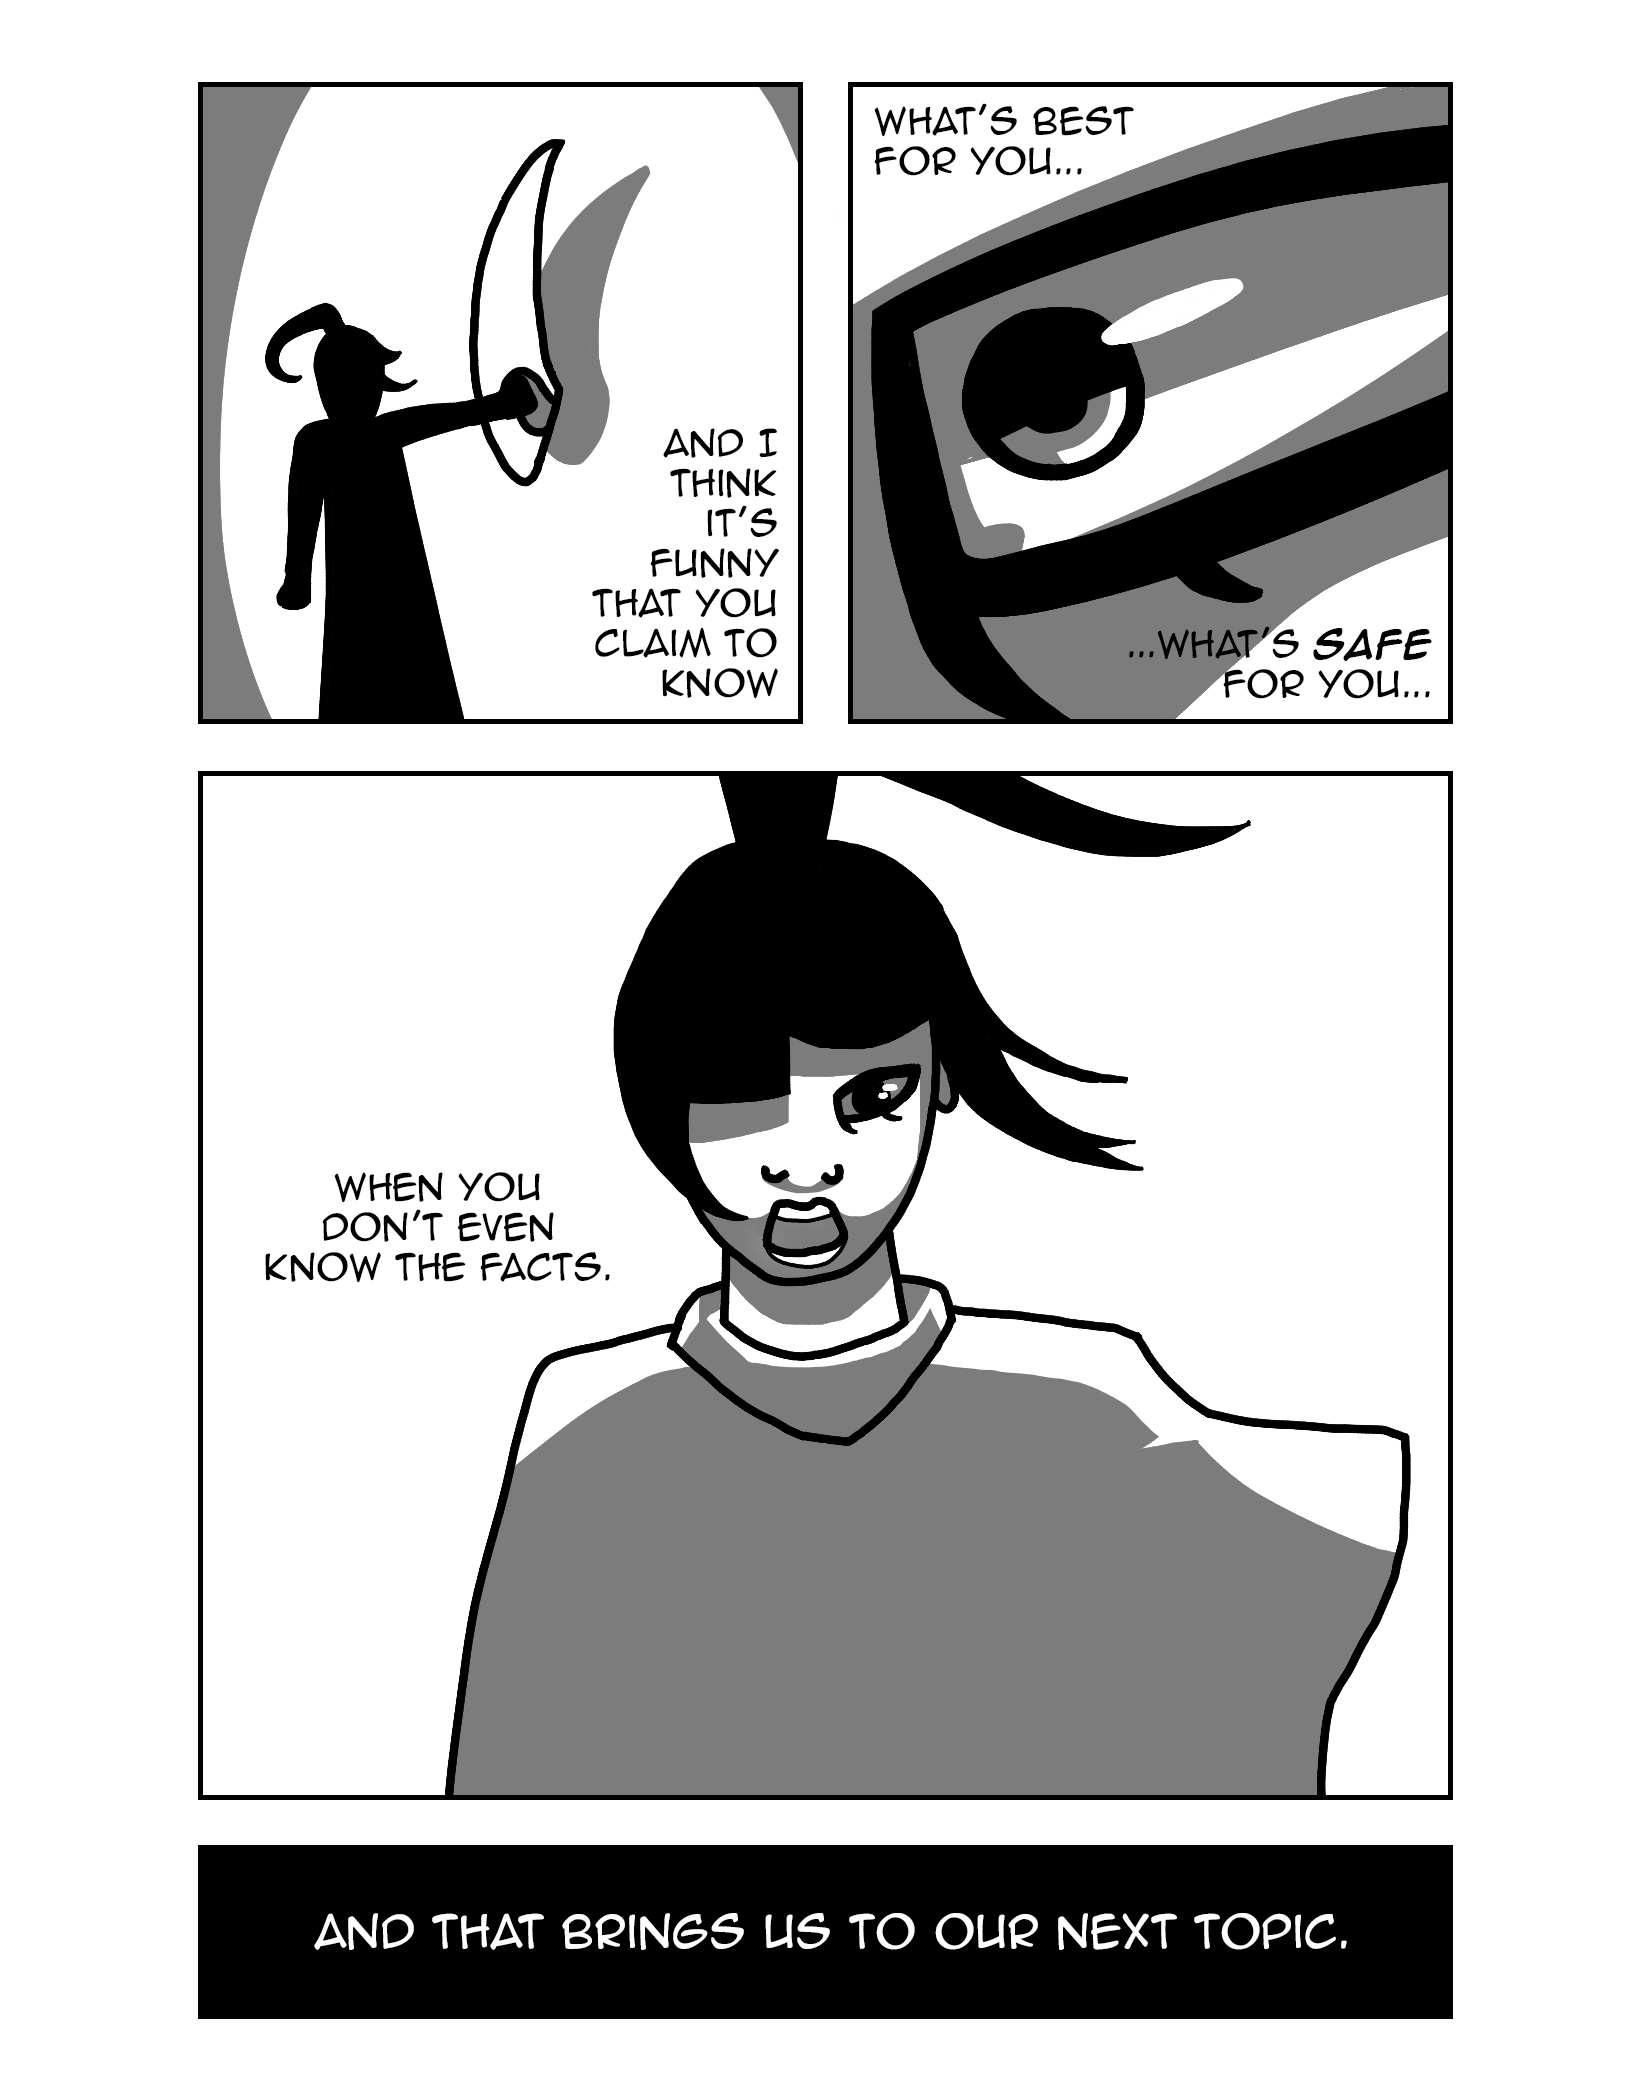 AND I
THINK
IT'S
FUNNY
THAT YOU
CLAIM TO
KNOW
WHAT'S BEST
FOR YOU...
...WHAT'S SAFE
FOR YOU...
WHEN YOU
DON'T EVEN
KNOW THE FACTS.
AND THAT BRINGS US TO OUR NEXT TOPIC.